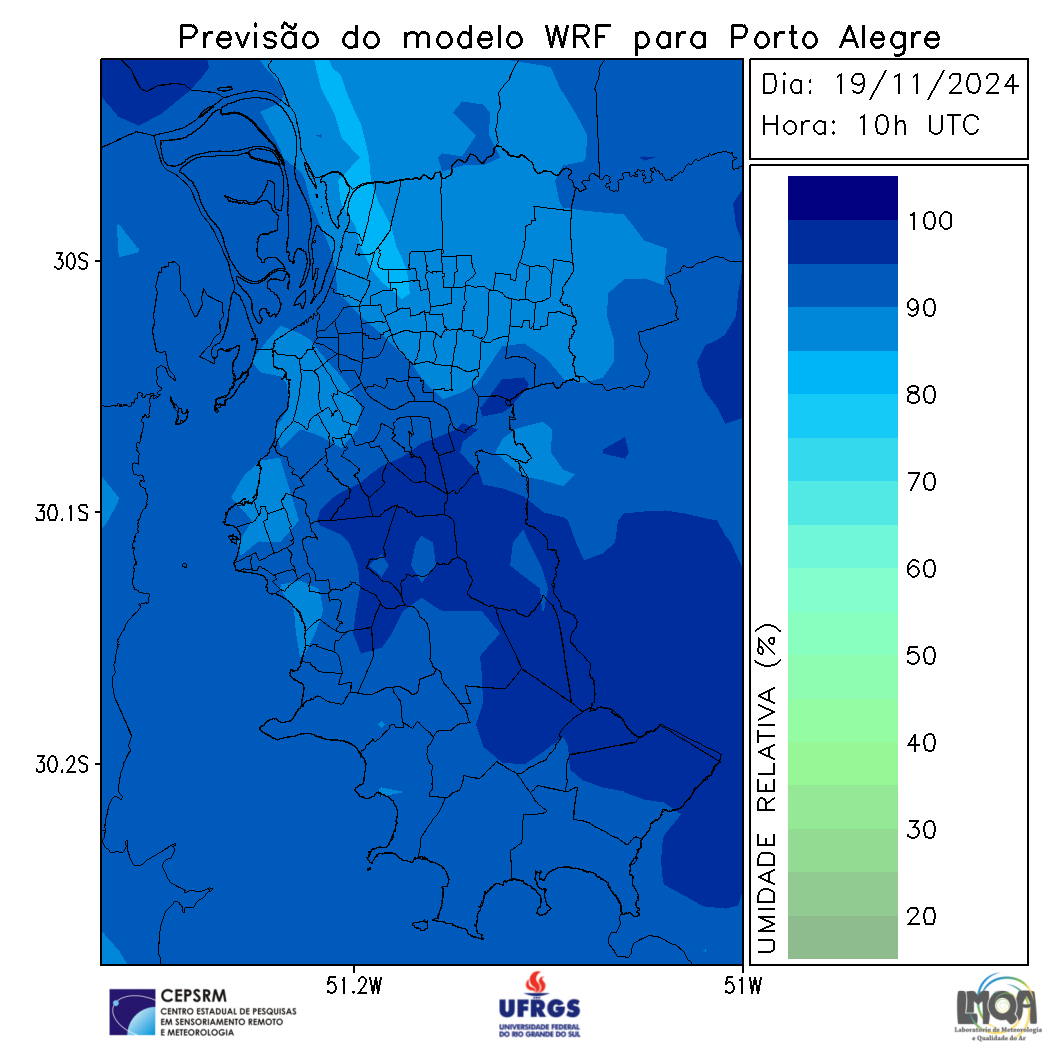 Previsão do modelo WRF para Porto Alegre
Dia: 19/11/2024
Hora: 10h UTC
30S
30.1S
30.2S
51.2W
51W
UMIDADE RELATIVA (%)
100
90
80
70
60
50
40
30
20
CEPSRM
CENTRO ESTADUAL DE PESQUISAS
EM SENSORIAMENTO REMOTO
E METEOROLOGIA
UFRGS
UNIVERSIDADE FEDERAL
DO RIO GRANDE DO SUL
LMQA
Laboratório de Meteorologia
e Qualidade do Ar